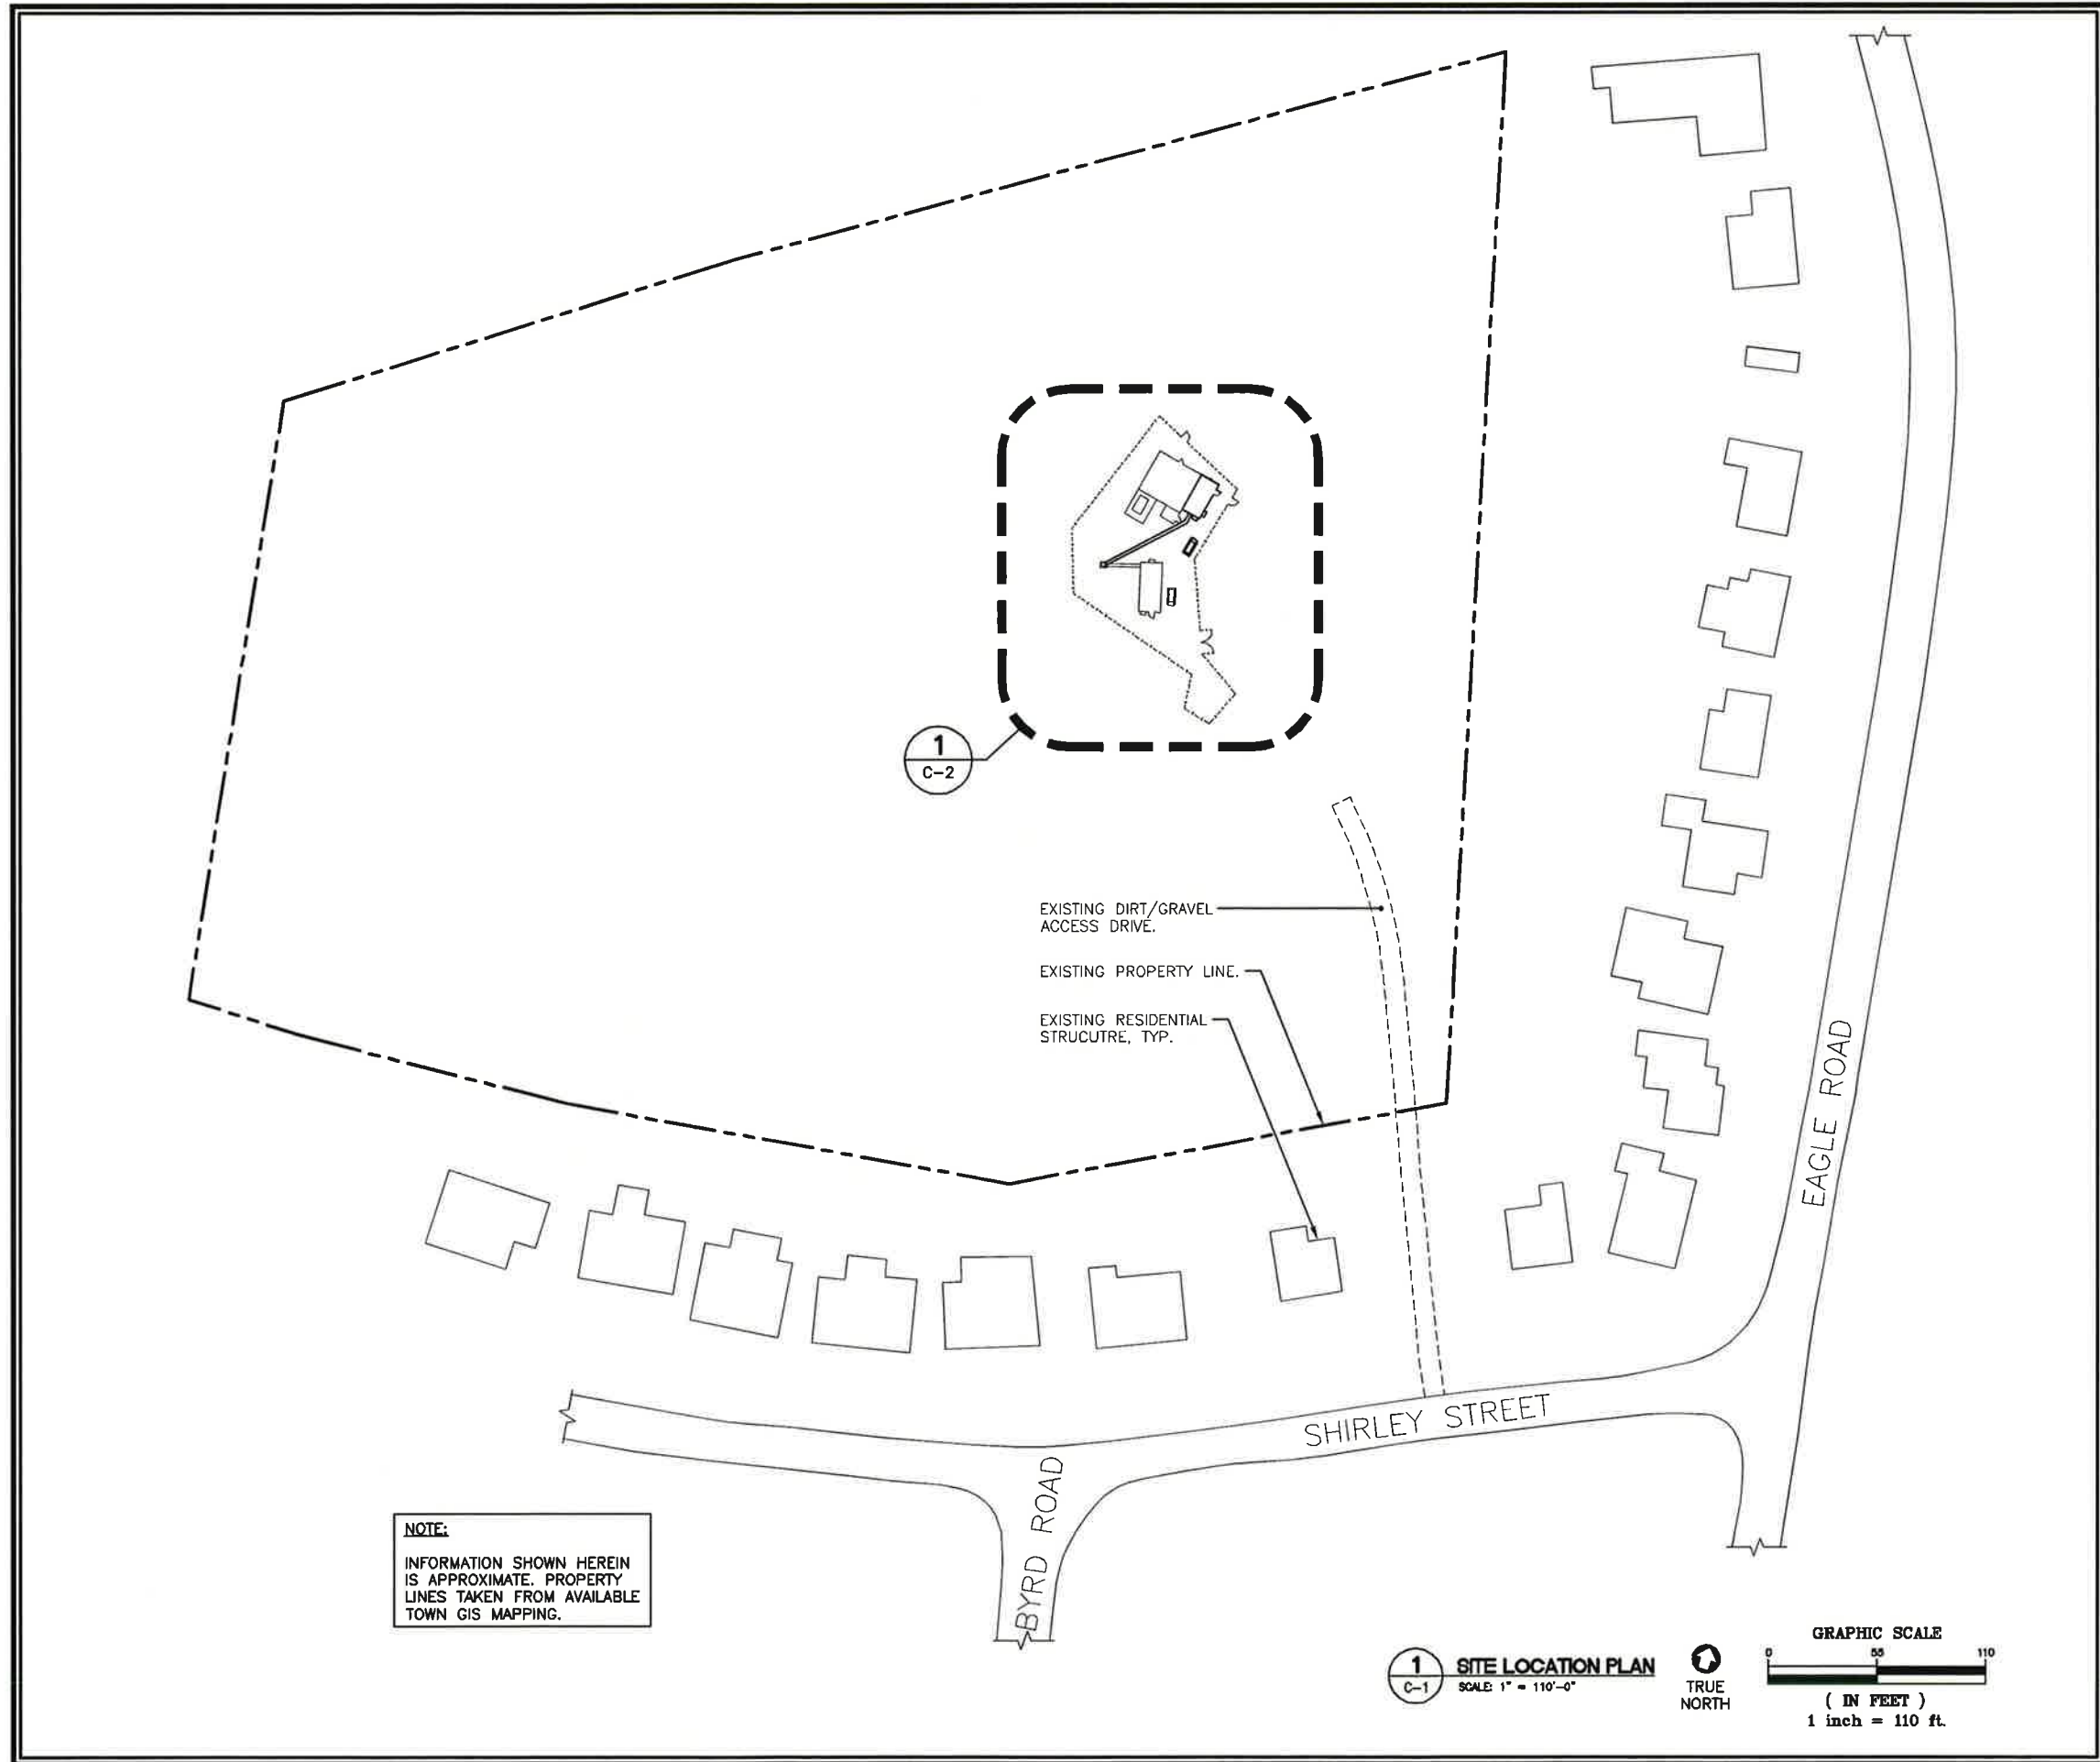 1
C-2
EXISTING DIRT/GRAVEL
ACCESS DRIVE.
EXISTING PROPERTY LINE.
EXISTING RESIDENTIAL
STRUCUTRE, TYP.
EAGLE ROAD
SHIRLEY STREET
BYRD ROAD
NOTE:
INFORMATION SHOWN HEREIN
IS APPROXIMATE. PROPERTY
LINES TAKEN FROM AVAILABLE
TOWN GIS MAPPING.
1
C-1
SITE LOCATION PLAN
SCALE: 1" = 110'-0"
TRUE
NORTH
GRAPHIC SCALE
0 55 110
( IN FEET )
1 inch = 110 ft.